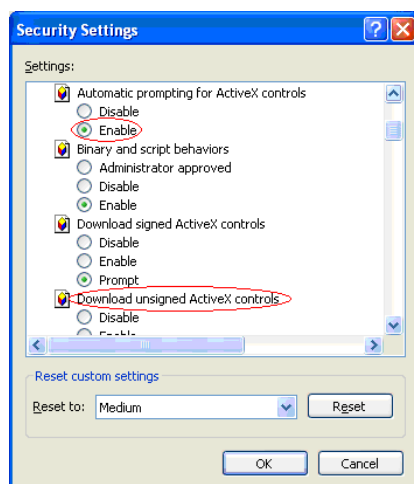 Security Settings
Settings:
Automatic prompting for ActiveX controls
Disable
Enable
Binary and script behaviors
Administrator approved
Disable
Enable
Download signed ActiveX controls
Disable
Enable
Prompt
Download unsigned ActiveX controls
Disable
Enable
Reset custom settings
Reset to: Medium Reset
OK Cancel